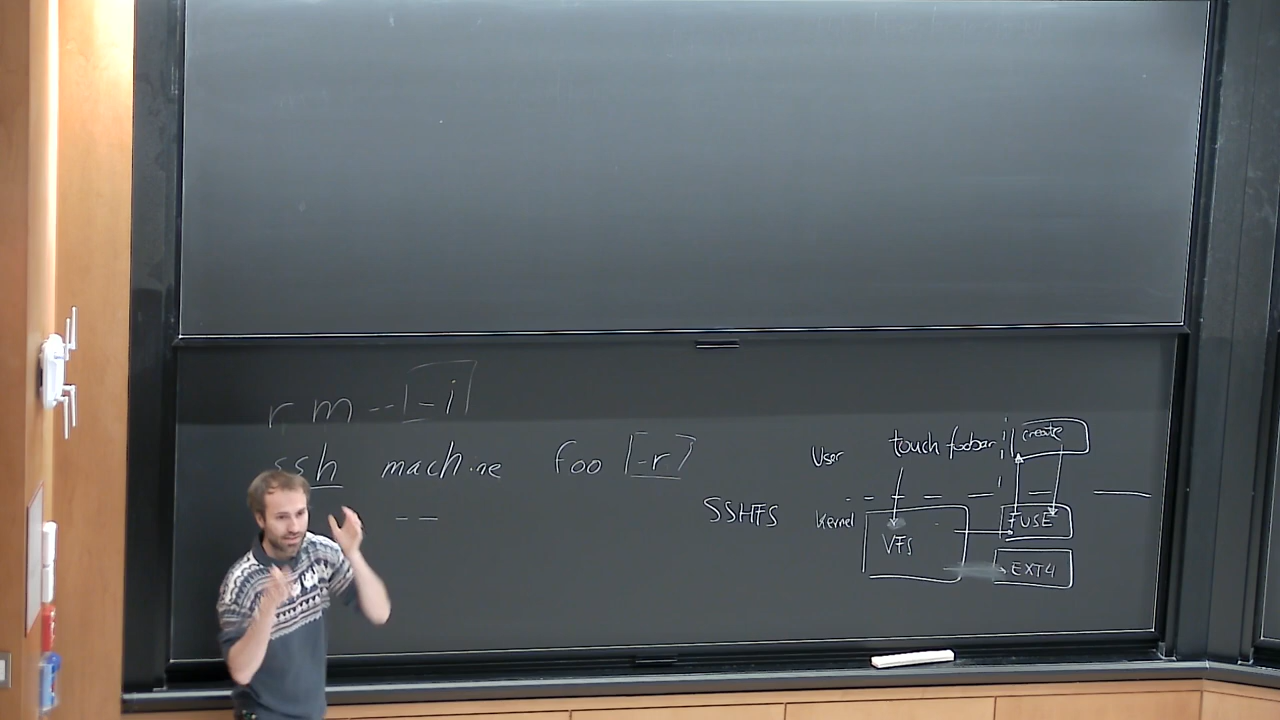 rm -- -i
ssh machine foo -r
--
SSHFS
User touch foobar create
Kernel VFS FUSE
EXT4